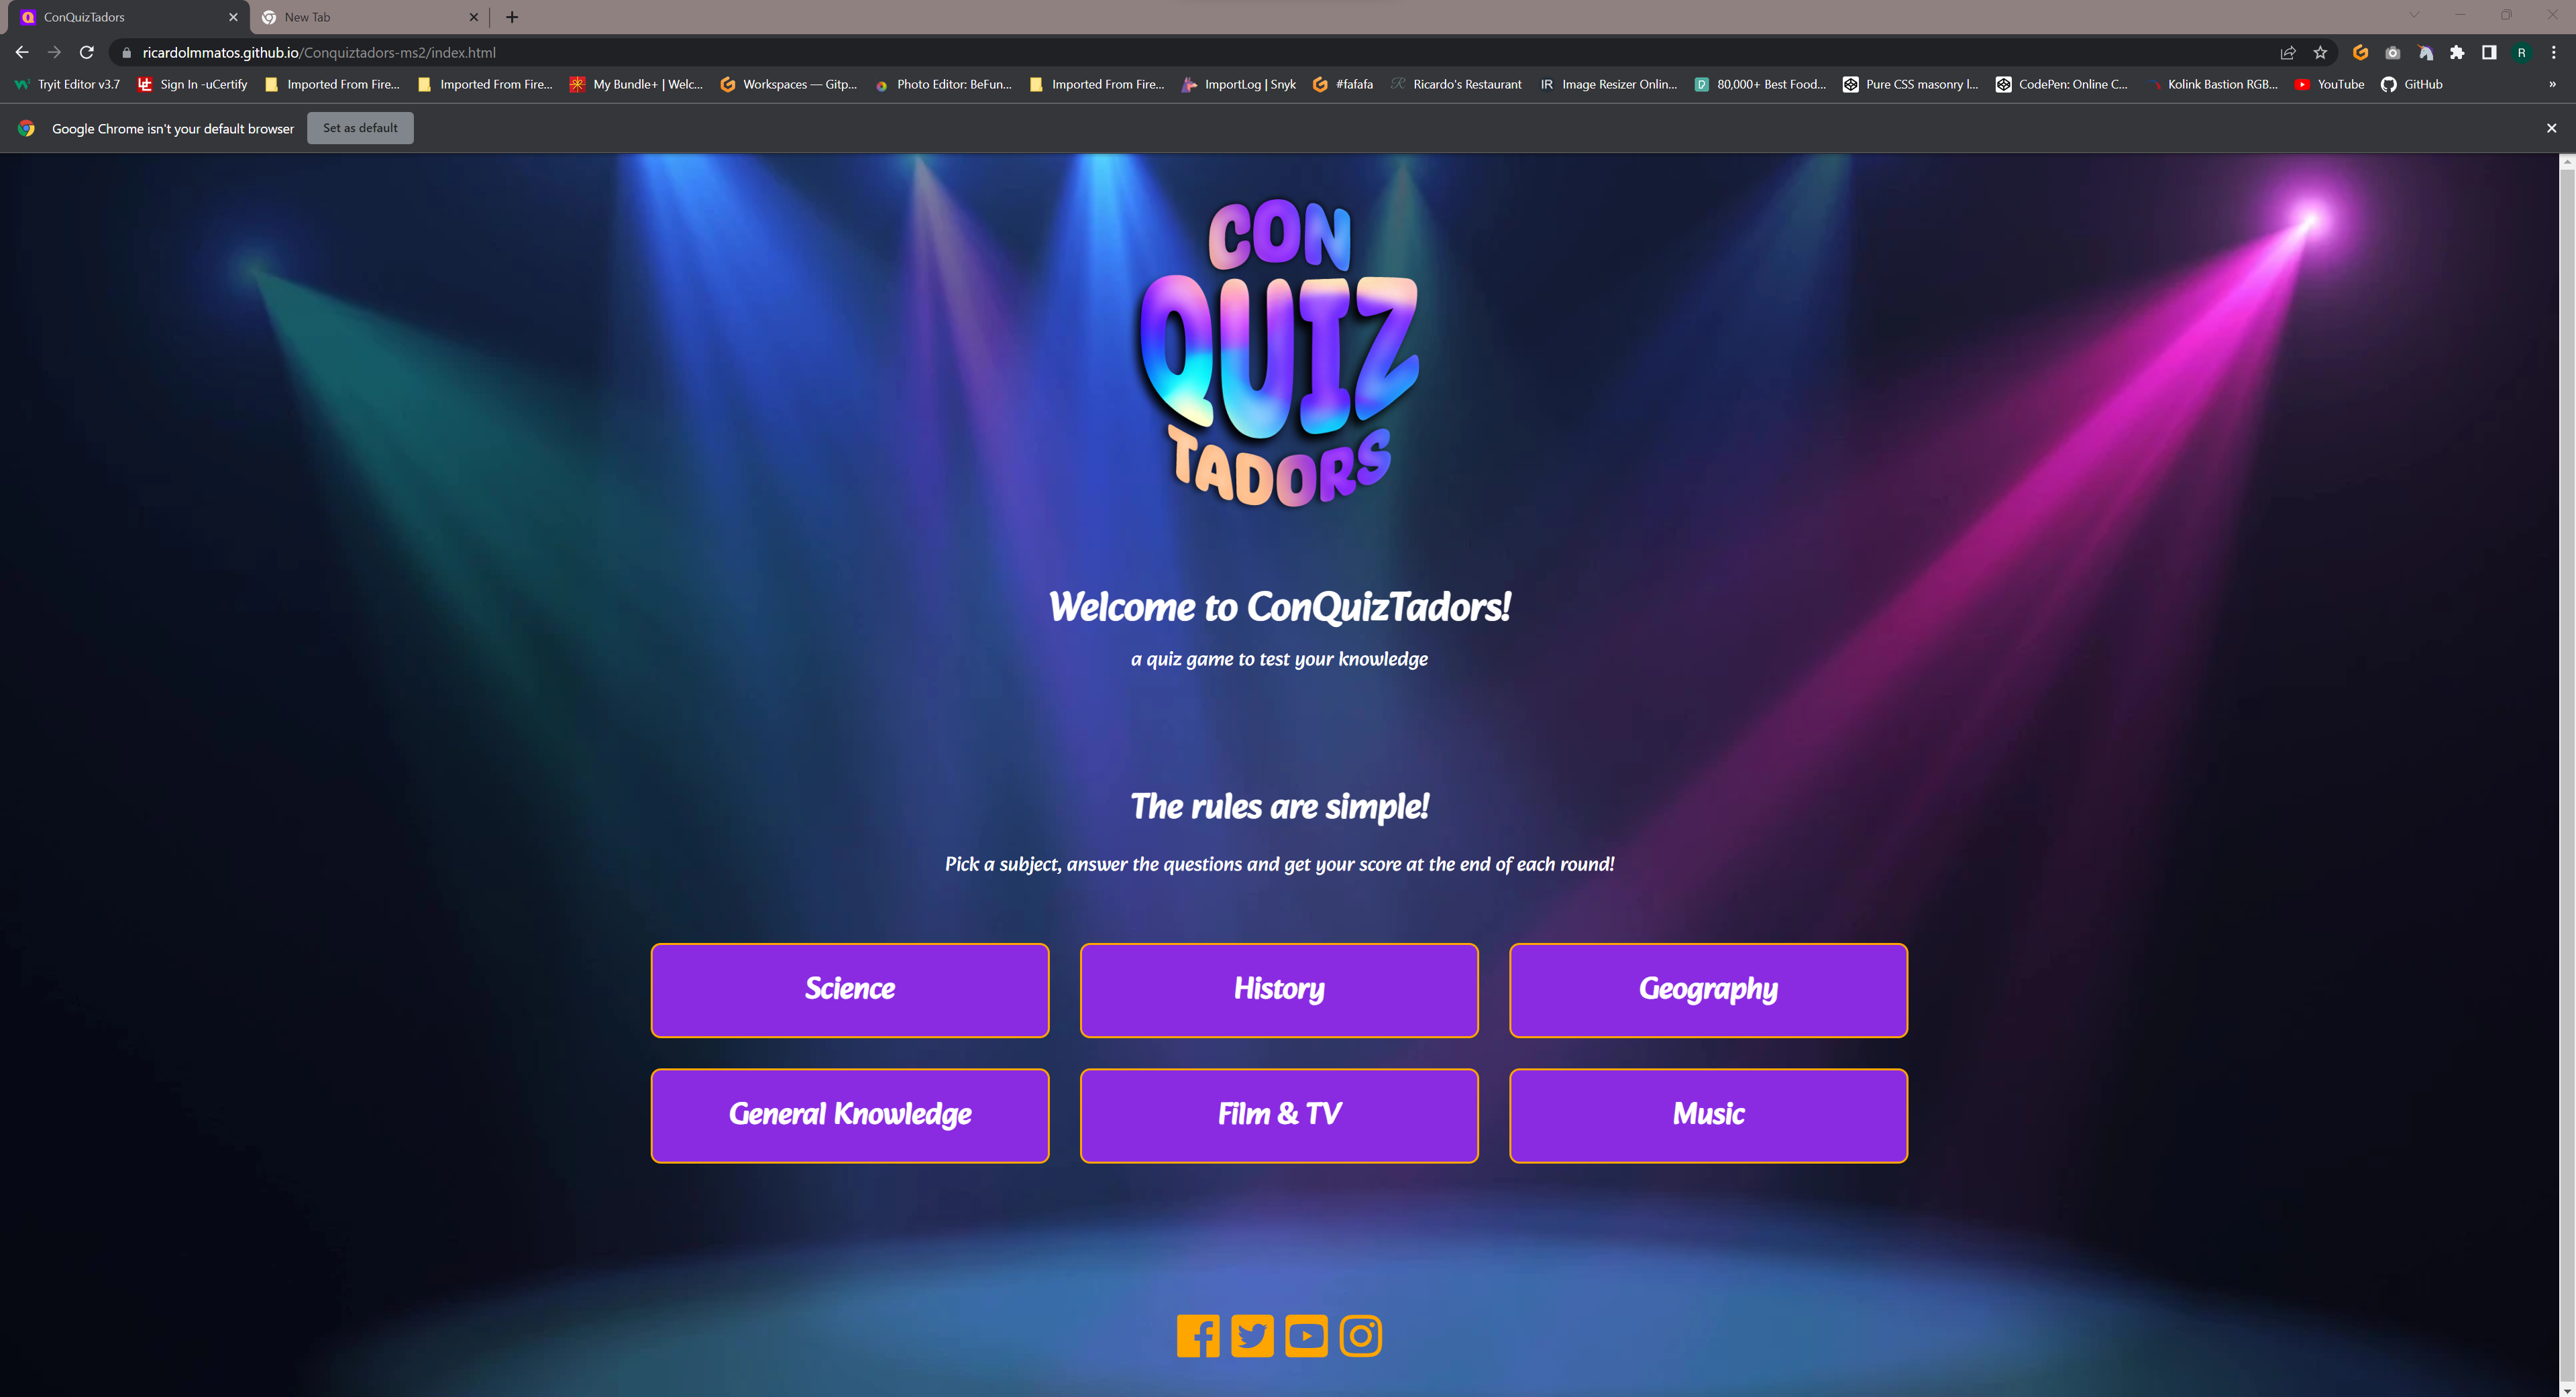 ConQuizTadors
New Tab
ricardolmmatos.github.io/Conquiztadors-ms2/index.html
R
Tryit Editor v3.7
Sign In -uCertify
Imported From Fire...
Imported From Fire...
My Bundle+ | Welc...
Workspaces — Gitp...
Photo Editor: BeFun...
Imported From Fire...
ImportLog | Snyk
#fafafa
Ricardo's Restaurant
IR Image Resizer Onlin...
80,000+ Best Food...
Pure CSS masonry l...
CodePen: Online C...
Kolink Bastion RGB...
YouTube
GitHub
»
Google Chrome isn't your default browser
Set as default
CON
QUIZ
TADORS
Welcome to ConQuizTadors!
a quiz game to test your knowledge
The rules are simple!
Pick a subject, answer the questions and get your score at the end of each round!
Science
History
Geography
General Knowledge
Film & TV
Music